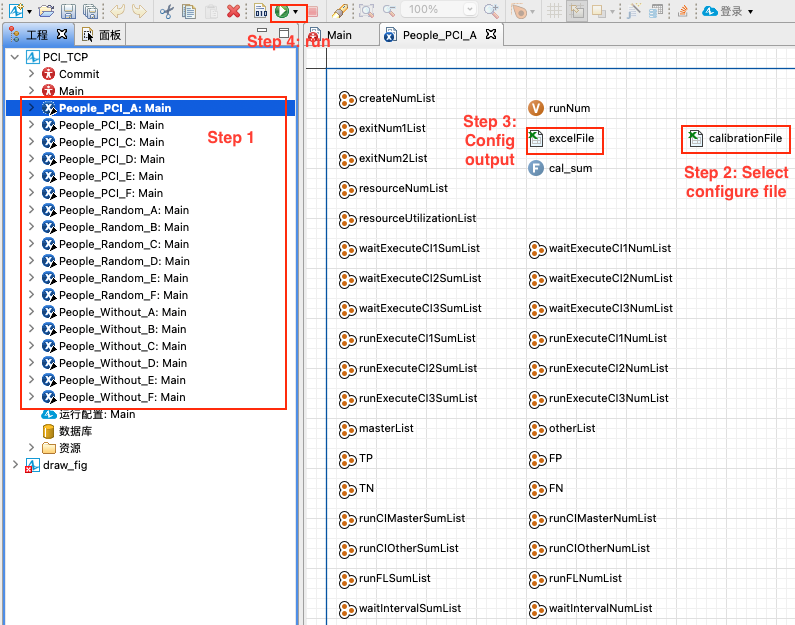 100%
登录
工程
面板
Step 4: run
Main
People_PCI_A
PCI_TCP
Commit
Main
People_PCI_A: Main
People_PCI_B: Main
People_PCI_C: Main
People_PCI_D: Main
People_PCI_E: Main
People_PCI_F: Main
People_Random_A: Main
People_Random_B: Main
People_Random_C: Main
People_Random_D: Main
People_Random_E: Main
People_Random_F: Main
People_Without_A: Main
People_Without_B: Main
People_Without_C: Main
People_Without_D: Main
People_Without_E: Main
People_Without_F: Main
运行配置: Main
数据库
资源
draw_fig
Step 1
createNumList
exitNum1List
exitNum2List
resourceNumList
resourceUtilizationList
Step 3:
Config
output
runNum
excelFile
cal_sum
calibrationFile
Step 2: Select
configure file
waitExecuteCI1SumList
waitExecuteCI1NumList
waitExecuteCI2SumList
waitExecuteCI2NumList
waitExecuteCI3SumList
waitExecuteCI3NumList
runExecuteCI1SumList
runExecuteCI1NumList
runExecuteCI2SumList
runExecuteCI2NumList
runExecuteCI3SumList
runExecuteCI3NumList
masterList
otherList
TP
FP
TN
FN
runCIMasterSumList
runCIMasterNumList
runCIOtherSumList
runCIOtherNumList
runFLSumList
runFLNumList
waitIntervalSumList
waitIntervalNumList